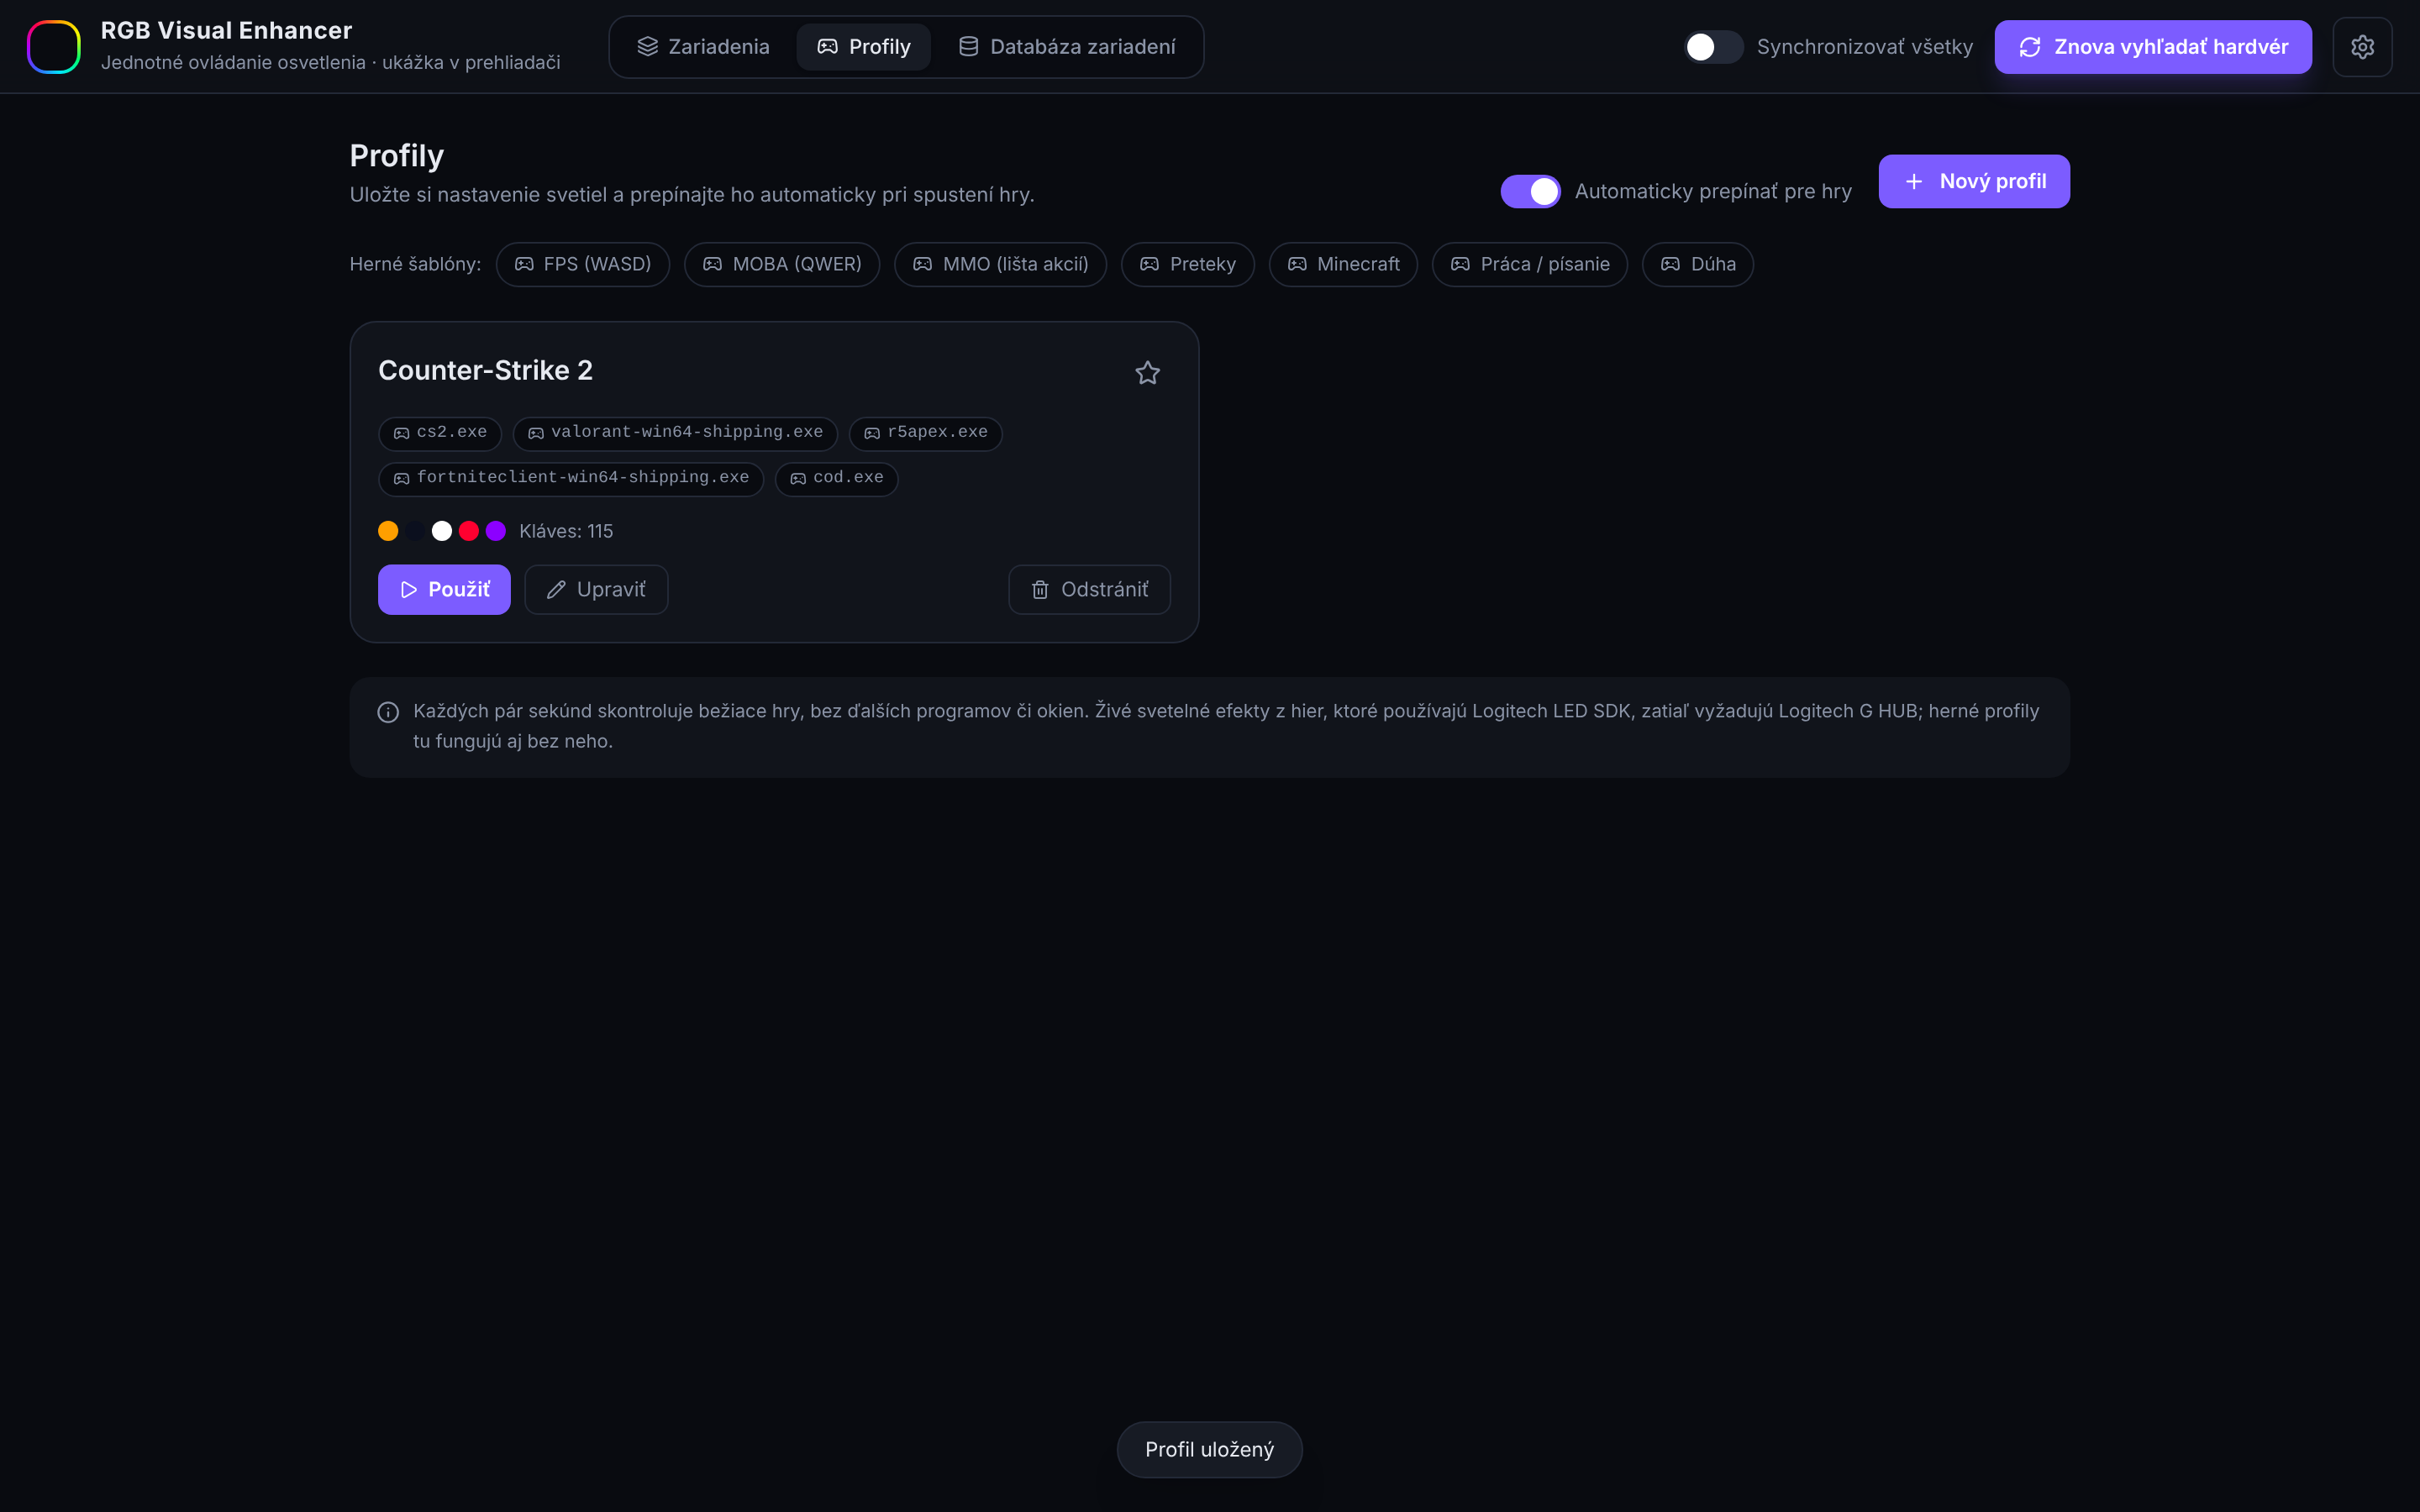 RGB Visual Enhancer
Jednotné ovládanie osvetlenia · ukážka v prehliadači
Zariadenia
Profily
Databáza zariadení
Synchronizovať všetky
Znova vyhľadať hardvér
Profily
Uložte si nastavenie svetiel a prepínajte ho automaticky pri spustení hry.
Automaticky prepínať pre hry
Nový profil
Herné šablóny:
FPS (WASD)
MOBA (QWER)
MMO (lišta akcií)
Preteky
Minecraft
Práca / písanie
Dúha
Counter-Strike 2
cs2.exe
valorant-win64-shipping.exe
r5apex.exe
fortniteclient-win64-shipping.exe
cod.exe
Kláves: 115
Použiť
Upraviť
Odstrániť
Každých pár sekúnd skontroluje bežiace hry, bez ďalších programov či okien. Živé svetelné efekty z hier, ktoré používajú Logitech LED SDK, zatiaľ vyžadujú Logitech G HUB; herné profily
tu fungujú aj bez neho.
Profil uložený